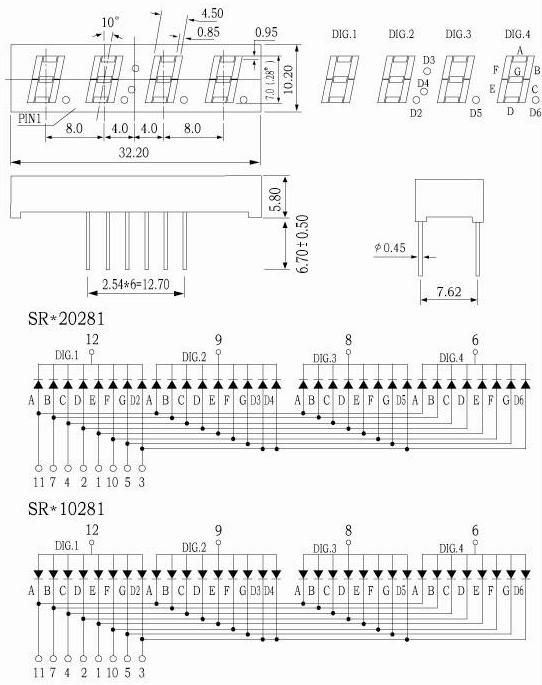 10°
4.50
0.85
0.95
7.0 (.28")
10.20
PIN1
8.0 4.0 4.0 8.0
32.20
DIG.1 DIG.2 DIG.3 DIG.4
A
F G B
E C
D
D3
D4
D2 D5 D6
5.80
6.70±0.50
2.54*6=12.70
φ0.45
7.62
SR*20281
12 9 8 6
DIG.1 DIG.2 DIG.3 DIG.4
A B C D E F G D2 A B C D E F G D3 D4 A B C D E F G D5 A B C D E F G D6
11 7 4 2 1 10 5 3
SR*10281
12 9 8 6
DIG.1 DIG.2 DIG.3 DIG.4
A B C D E F G D2 A B C D E F G D3 D4 A B C D E F G D5 A B C D E F G D6
11 7 4 2 1 10 5 3